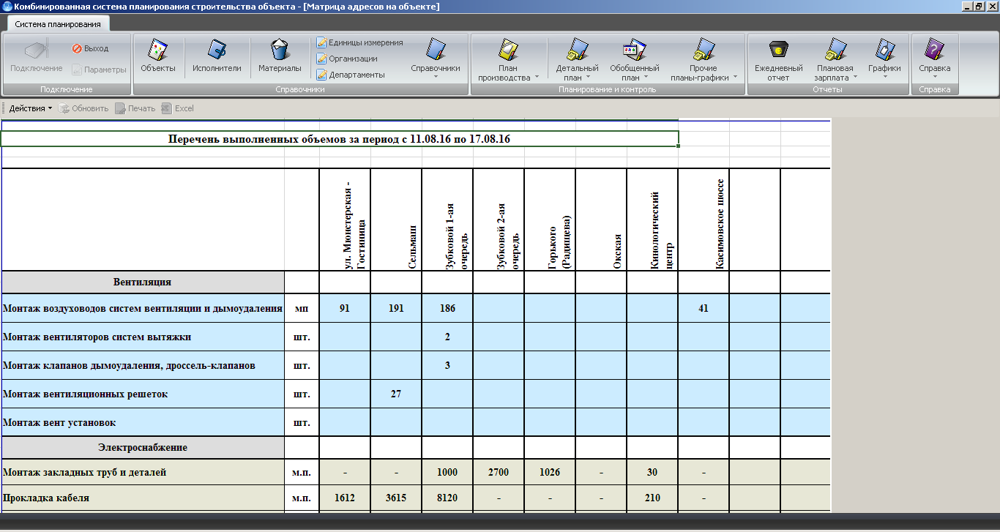 Комбинированная система планирования строительства объекта - [Матрица адресов на объекте]
Система планирования
Подключение
Выход
Параметры
Подключение
Объекты
Исполнители
Материалы
Единицы измерения
Организации
Департаменты
Справочники
Справочники
План
производства
Детальный
план
Обобщенный
план
Прочие
планы-графики
Планирование и контроль
Ежедневный
отчет
Плановая
зарплата
Графики
Отчеты
Справка
Справка
Действия Обновить Печать Excel
Перечень выполненных объемов за период с 11.08.16 по 17.08.16
ул. Мюнстерская -
Гостиница
Сельмаш
Зубковой 1-ая
очередь
Зубковой 2-ая
очередь
Горького
(Радищева)
Окская
Кинологический
центр
Касимовское шоссе
Вентиляция
Монтаж воздуховодов систем вентиляции и дымоудаления мп 91 191 186 41
Монтаж вентиляторов систем вытяжки шт. 2
Монтаж клапанов дымоудаления, дроссель-клапанов шт. 3
Монтаж вентиляционных решеток шт. 27
Монтаж вент установок шт.
Электроснабжение
Монтаж закладных труб и деталей м.п. - - 1000 2700 1026 - 30 -
Прокладка кабеля м.п. 1612 3615 8120 - - - 210 -